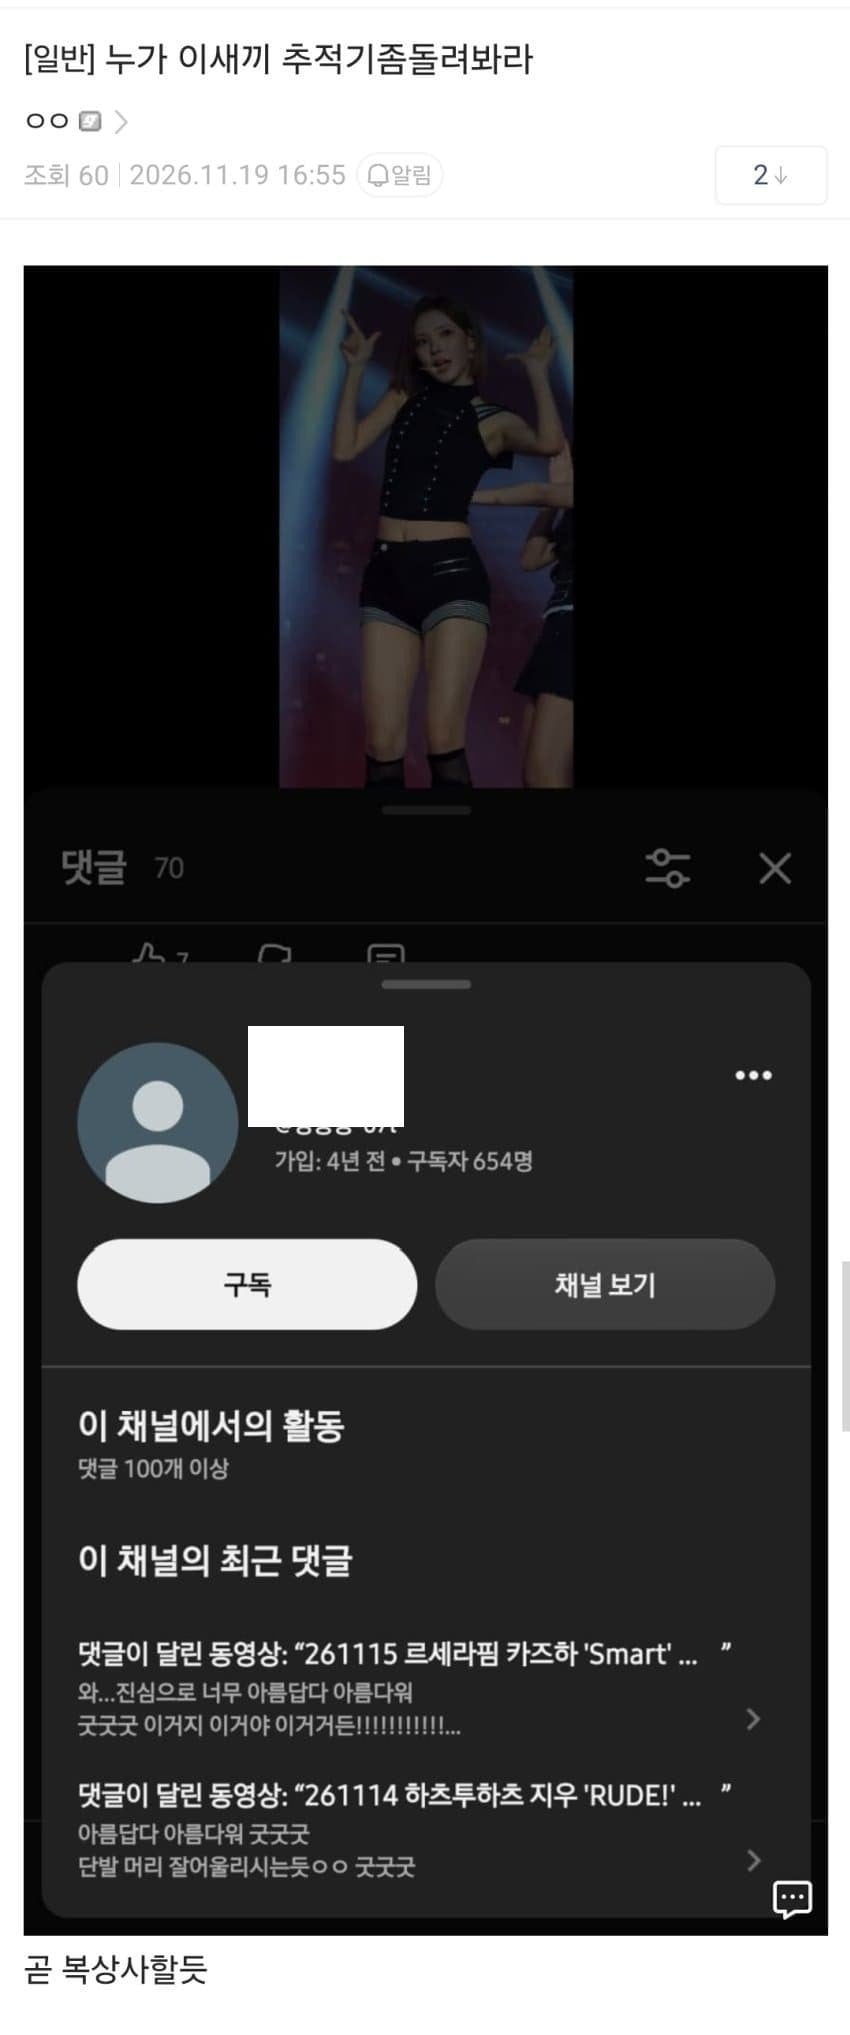 [일반] 누가 이새끼 추적기좀돌려봐라
ㅇㅇ
조회 60 2026.11.19 16:55 알림
2↓
댓글 70
7
가입: 4년 전 • 구독자 654명
구독
채널 보기
이 채널에서의 활동
댓글 100개 이상
이 채널의 최근 댓글
댓글이 달린 동영상: “261115 르세라핌 카즈하 'Smart' ... ”
와...진심으로 너무 아름답다 아름다워
굿굿굿 이거지 이거야 이거거든!!!!!!!!!!!...
댓글이 달린 동영상: “261114 하츠투하츠 지우 'RUDE!' ... ”
아름답다 아름다워 굿굿굿
단발 머리 잘어울리시는듯ㅇㅇ 굿굿굿
곧 복상사할듯